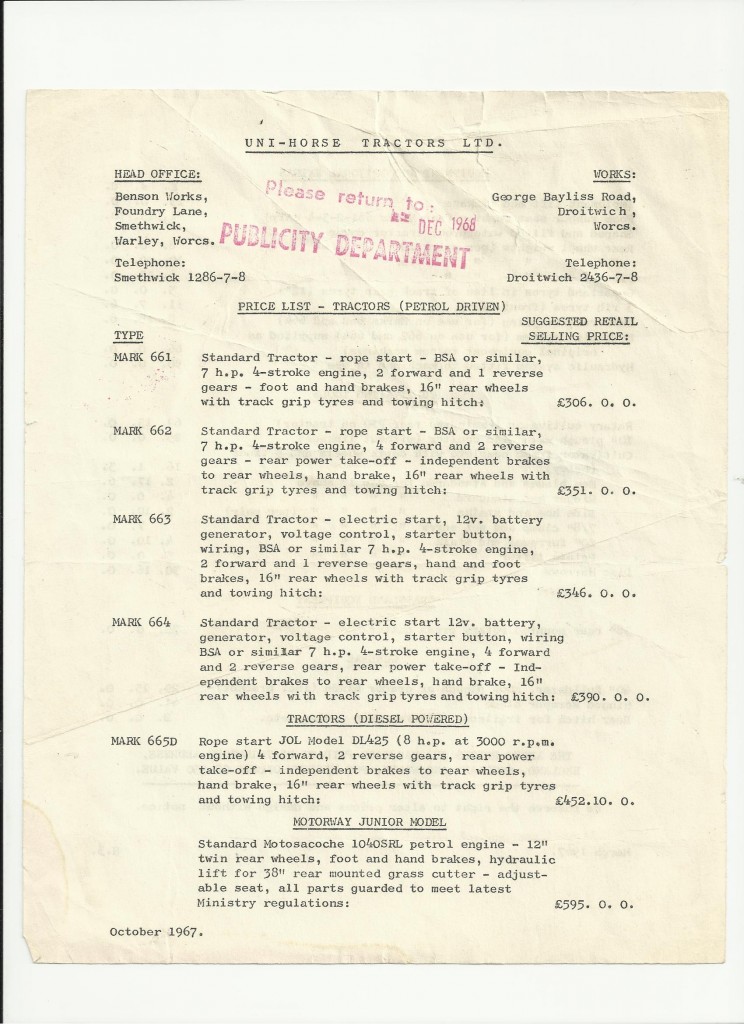 UNI-HORSE TRACTORS LTD.
HEAD OFFICE:
Benson Works,
Foundry Lane,
Smethwick,
Warley, Worcs.
Telephone:
Smethwick 1286-7-8
WORKS:
George Bayliss Road,
Droitwich,
Worcs.
Telephone:
Droitwich 2436-7-8
Please return to:
DEC 1968
PUBLICITY DEPARTMENT
PRICE LIST - TRACTORS (PETROL DRIVEN)
SUGGESTED RETAIL
TYPE SELLING PRICE:
MARK 661 Standard Tractor - rope start - BSA or similar,
7 h.p. 4-stroke engine, 2 forward and 1 reverse
gears - foot and hand brakes, 16" rear wheels
with track grip tyres and towing hitch: £306. 0. 0.
MARK 662 Standard Tractor - rope start - BSA or similar,
7 h.p. 4-stroke engine, 4 forward and 2 reverse
gears - rear power take-off - independent brakes
to rear wheels, hand brake, 16" rear wheels with
track grip tyres and towing hitch: £351. 0. 0.
MARK 663 Standard Tractor - electric start, 12v. battery
generator, voltage control, starter button,
wiring, BSA or similar 7 h.p. 4-stroke engine,
2 forward and 1 reverse gears, hand and foot
brakes, 16" rear wheels with track grip tyres
and towing hitch: £346. 0. 0.
MARK 664 Standard Tractor - electric start 12v. battery,
generator, voltage control, starter button, wiring
BSA or similar 7 h.p. 4-stroke engine, 4 forward
and 2 reverse gears, rear power take-off - Ind-
ependent brakes to rear wheels, hand brake, 16"
rear wheels with track grip tyres and towing hitch: £390. 0. 0.
TRACTORS (DIESEL POWERED)
MARK 665D Rope start JOL Model DL425 (8 h.p. at 3000 r.p.m.
engine) 4 forward, 2 reverse gears, rear power
take-off - independent brakes to rear wheels,
hand brake, 16" rear wheels with track grip tyres
and towing hitch: £452.10. 0.
MOTORWAY JUNIOR MODEL
Standard Motosacoche 1040SRL petrol engine - 12"
twin rear wheels, foot and hand brakes, hydraulic
lift for 38" rear mounted grass cutter - adjust-
able seat, all parts guarded to meet latest
Ministry regulations: £595. 0. 0.
October 1967.